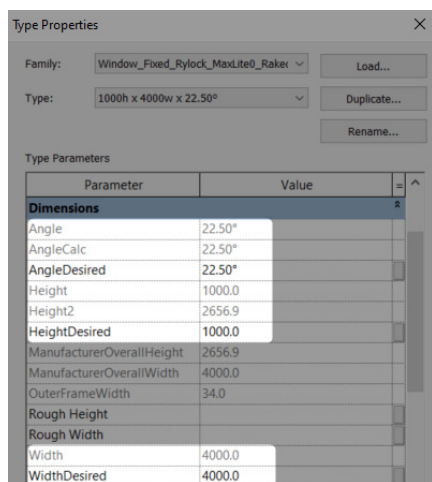 Type Properties
Family: Window_Fixed_Rylock_MaxLite0_Raked Load...
Type: 1000h x 4000w x 22.50° Duplicate...
Rename...
Type Parameters
Parameter Value =
Dimensions
Angle 22.50°
AngleCalc 22.50°
AngleDesired 22.50°
Height 1000.0
Height2 2656.9
HeightDesired 1000.0
ManufacturerOverallHeight 2656.9
ManufacturerOverallWidth 4000.0
OuterFrameWidth 34.0
Rough Height
Rough Width
Width 4000.0
WidthDesired 4000.0